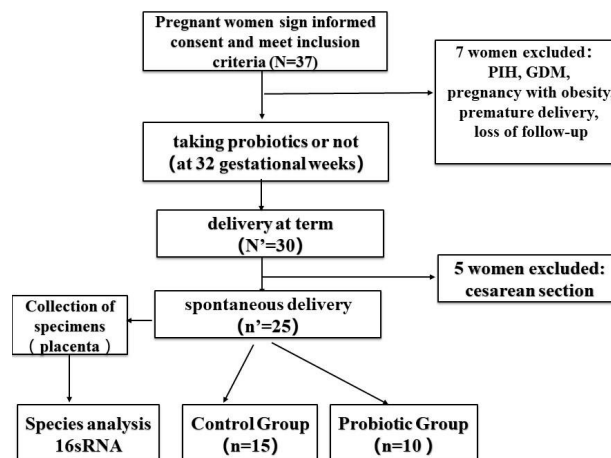 Pregnant women sign informed
consent and meet inclusion
criteria (N=37)
7 women excluded:
PIH, GDM,
pregnancy with obesity,
premature delivery,
loss of follow-up
taking probiotics or not
(at 32 gestational weeks)
delivery at term
(N’=30)
5 women excluded:
cesarean section
Collection of
specimens
( placenta )
spontaneous delivery
(n’=25)
Species analysis
16sRNA
Control Group
(n=15)
Probiotic Group
(n=10 )